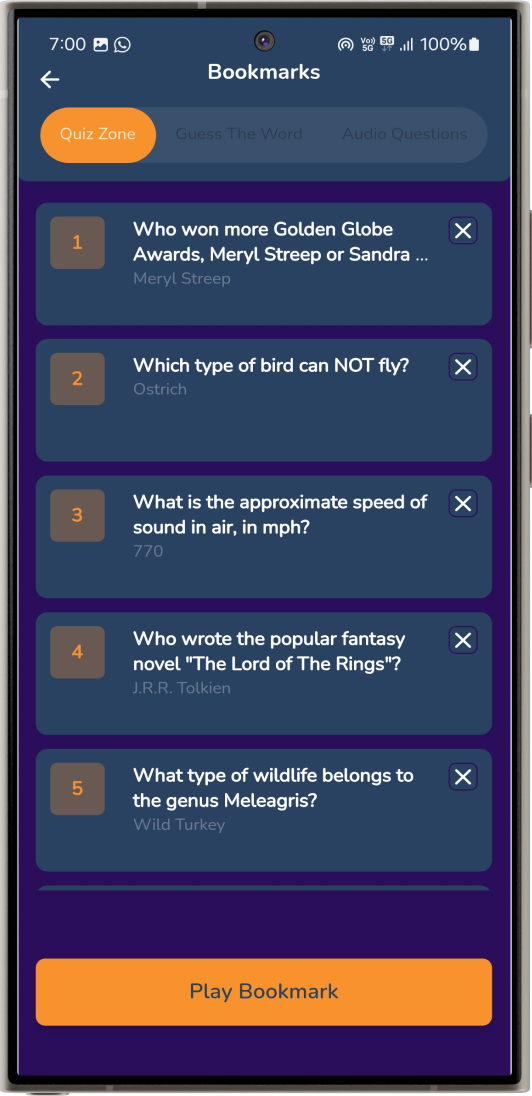 7:00
Vo))
5G
5G
100%
Bookmarks
Quiz Zone
Guess The Word
Audio Questions
1
Who won more Golden Globe
Awards, Meryl Streep or Sandra ...
Meryl Streep
2
Which type of bird can NOT fly?
Ostrich
3
What is the approximate speed of
sound in air, in mph?
770
4
Who wrote the popular fantasy
novel "The Lord of The Rings"?
J.R.R. Tolkien
5
What type of wildlife belongs to
the genus Meleagris?
Wild Turkey
Play Bookmark